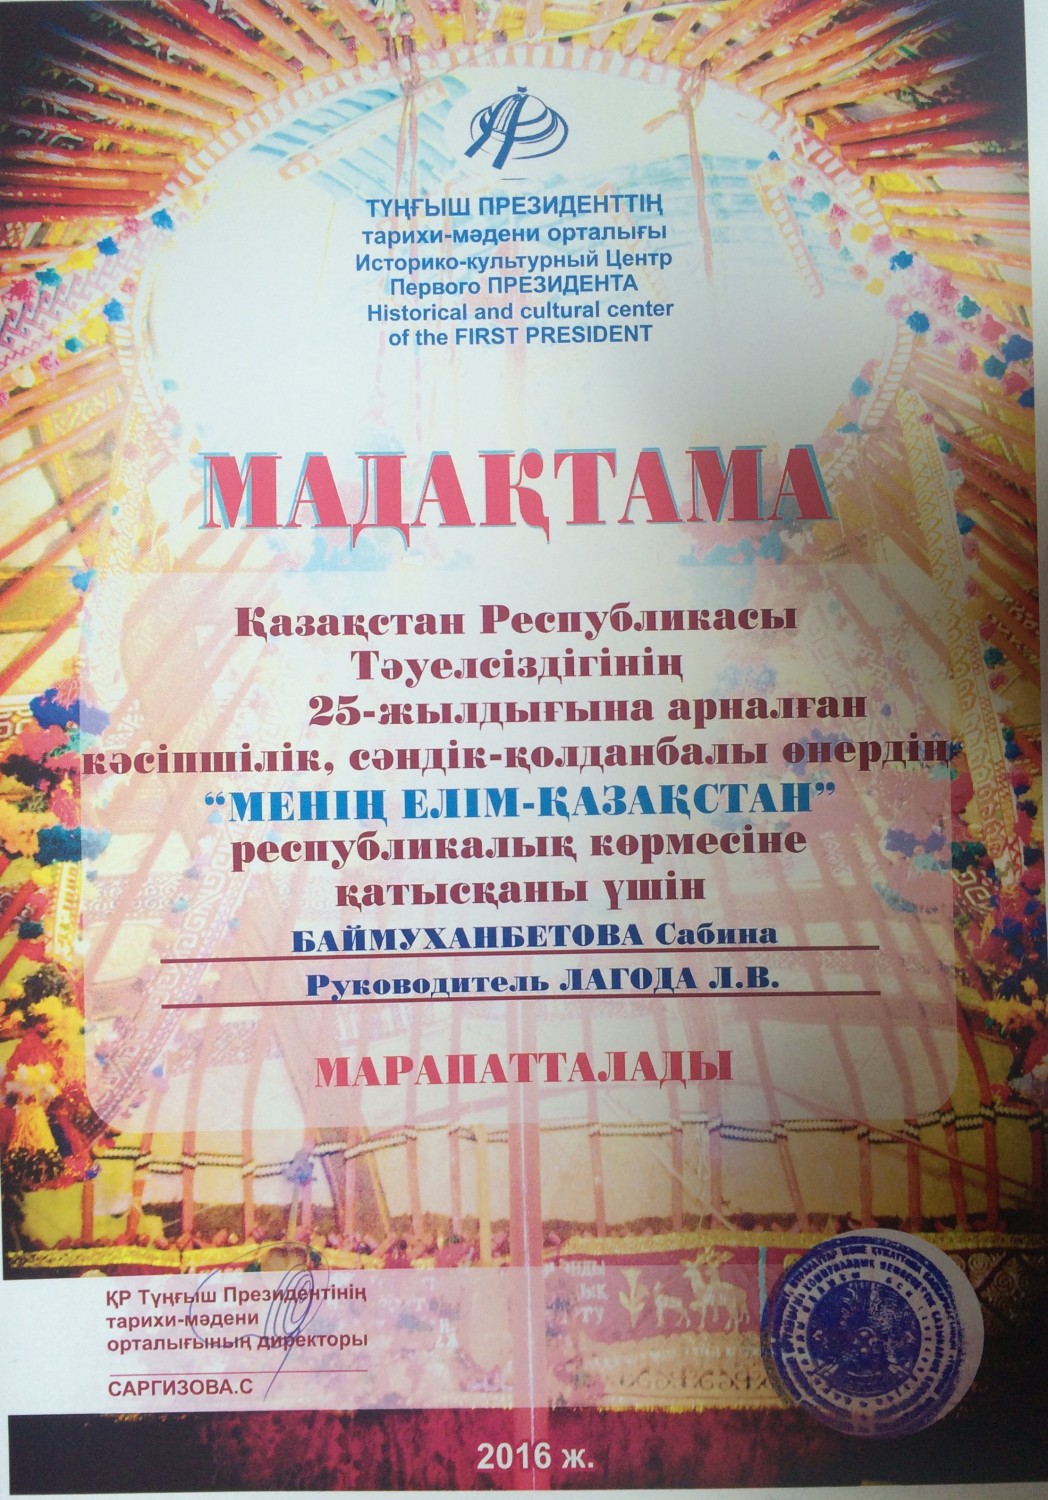 ТҮҢҒЫШ ПРЕЗИДЕНТТІҢ
тарихи-мәдени орталығы
Историко-культурный Центр
Первого ПРЕЗИДЕНТА
Historical and cultural center
of the FIRST PRESIDENT
МАДАҚТАМА
Қазақстан Республикасы
Тәуелсіздігінің
25-жылдығына арналған
кәсіпшілік, сәндік-қолданбалы өнердің
“МЕНІҢ ЕЛІМ-ҚАЗАҚСТАН”
республикалық көрмесіне
қатысқаны үшін
БАЙМУХАНБЕТОВА Сабина
Руководитель ЛАГОДА Л.В.
МАРАПАТТАЛАДЫ
ҚР Тұңғыш Президентінің
тарихи-мәдени
орталығының директоры
САРГИЗОВА.С
2016 ж.